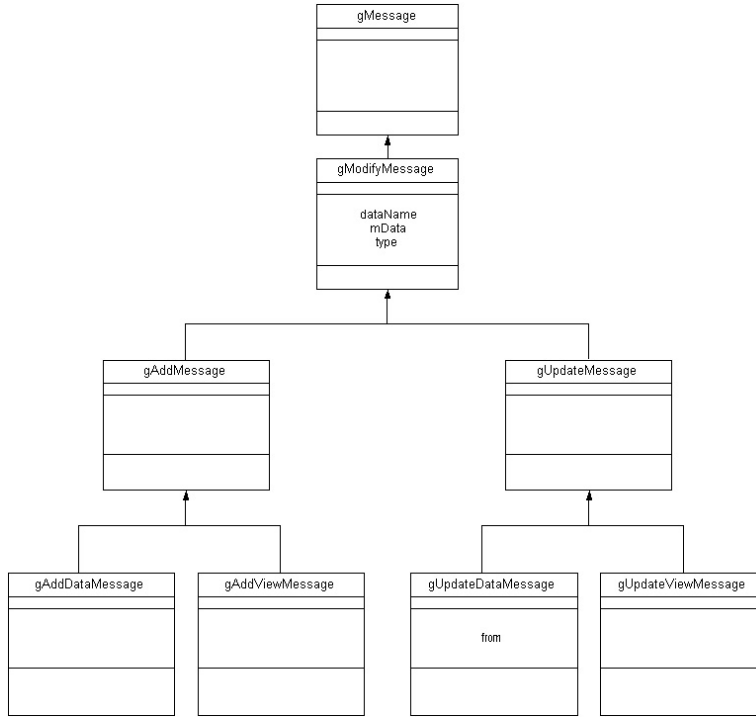 gMessage
gModifyMessage
dataName
mData
type
gAddMessage
gUpdateMessage
gAddDataMessage
gAddViewMessage
gUpdateDataMessage
gUpdateViewMessage
from